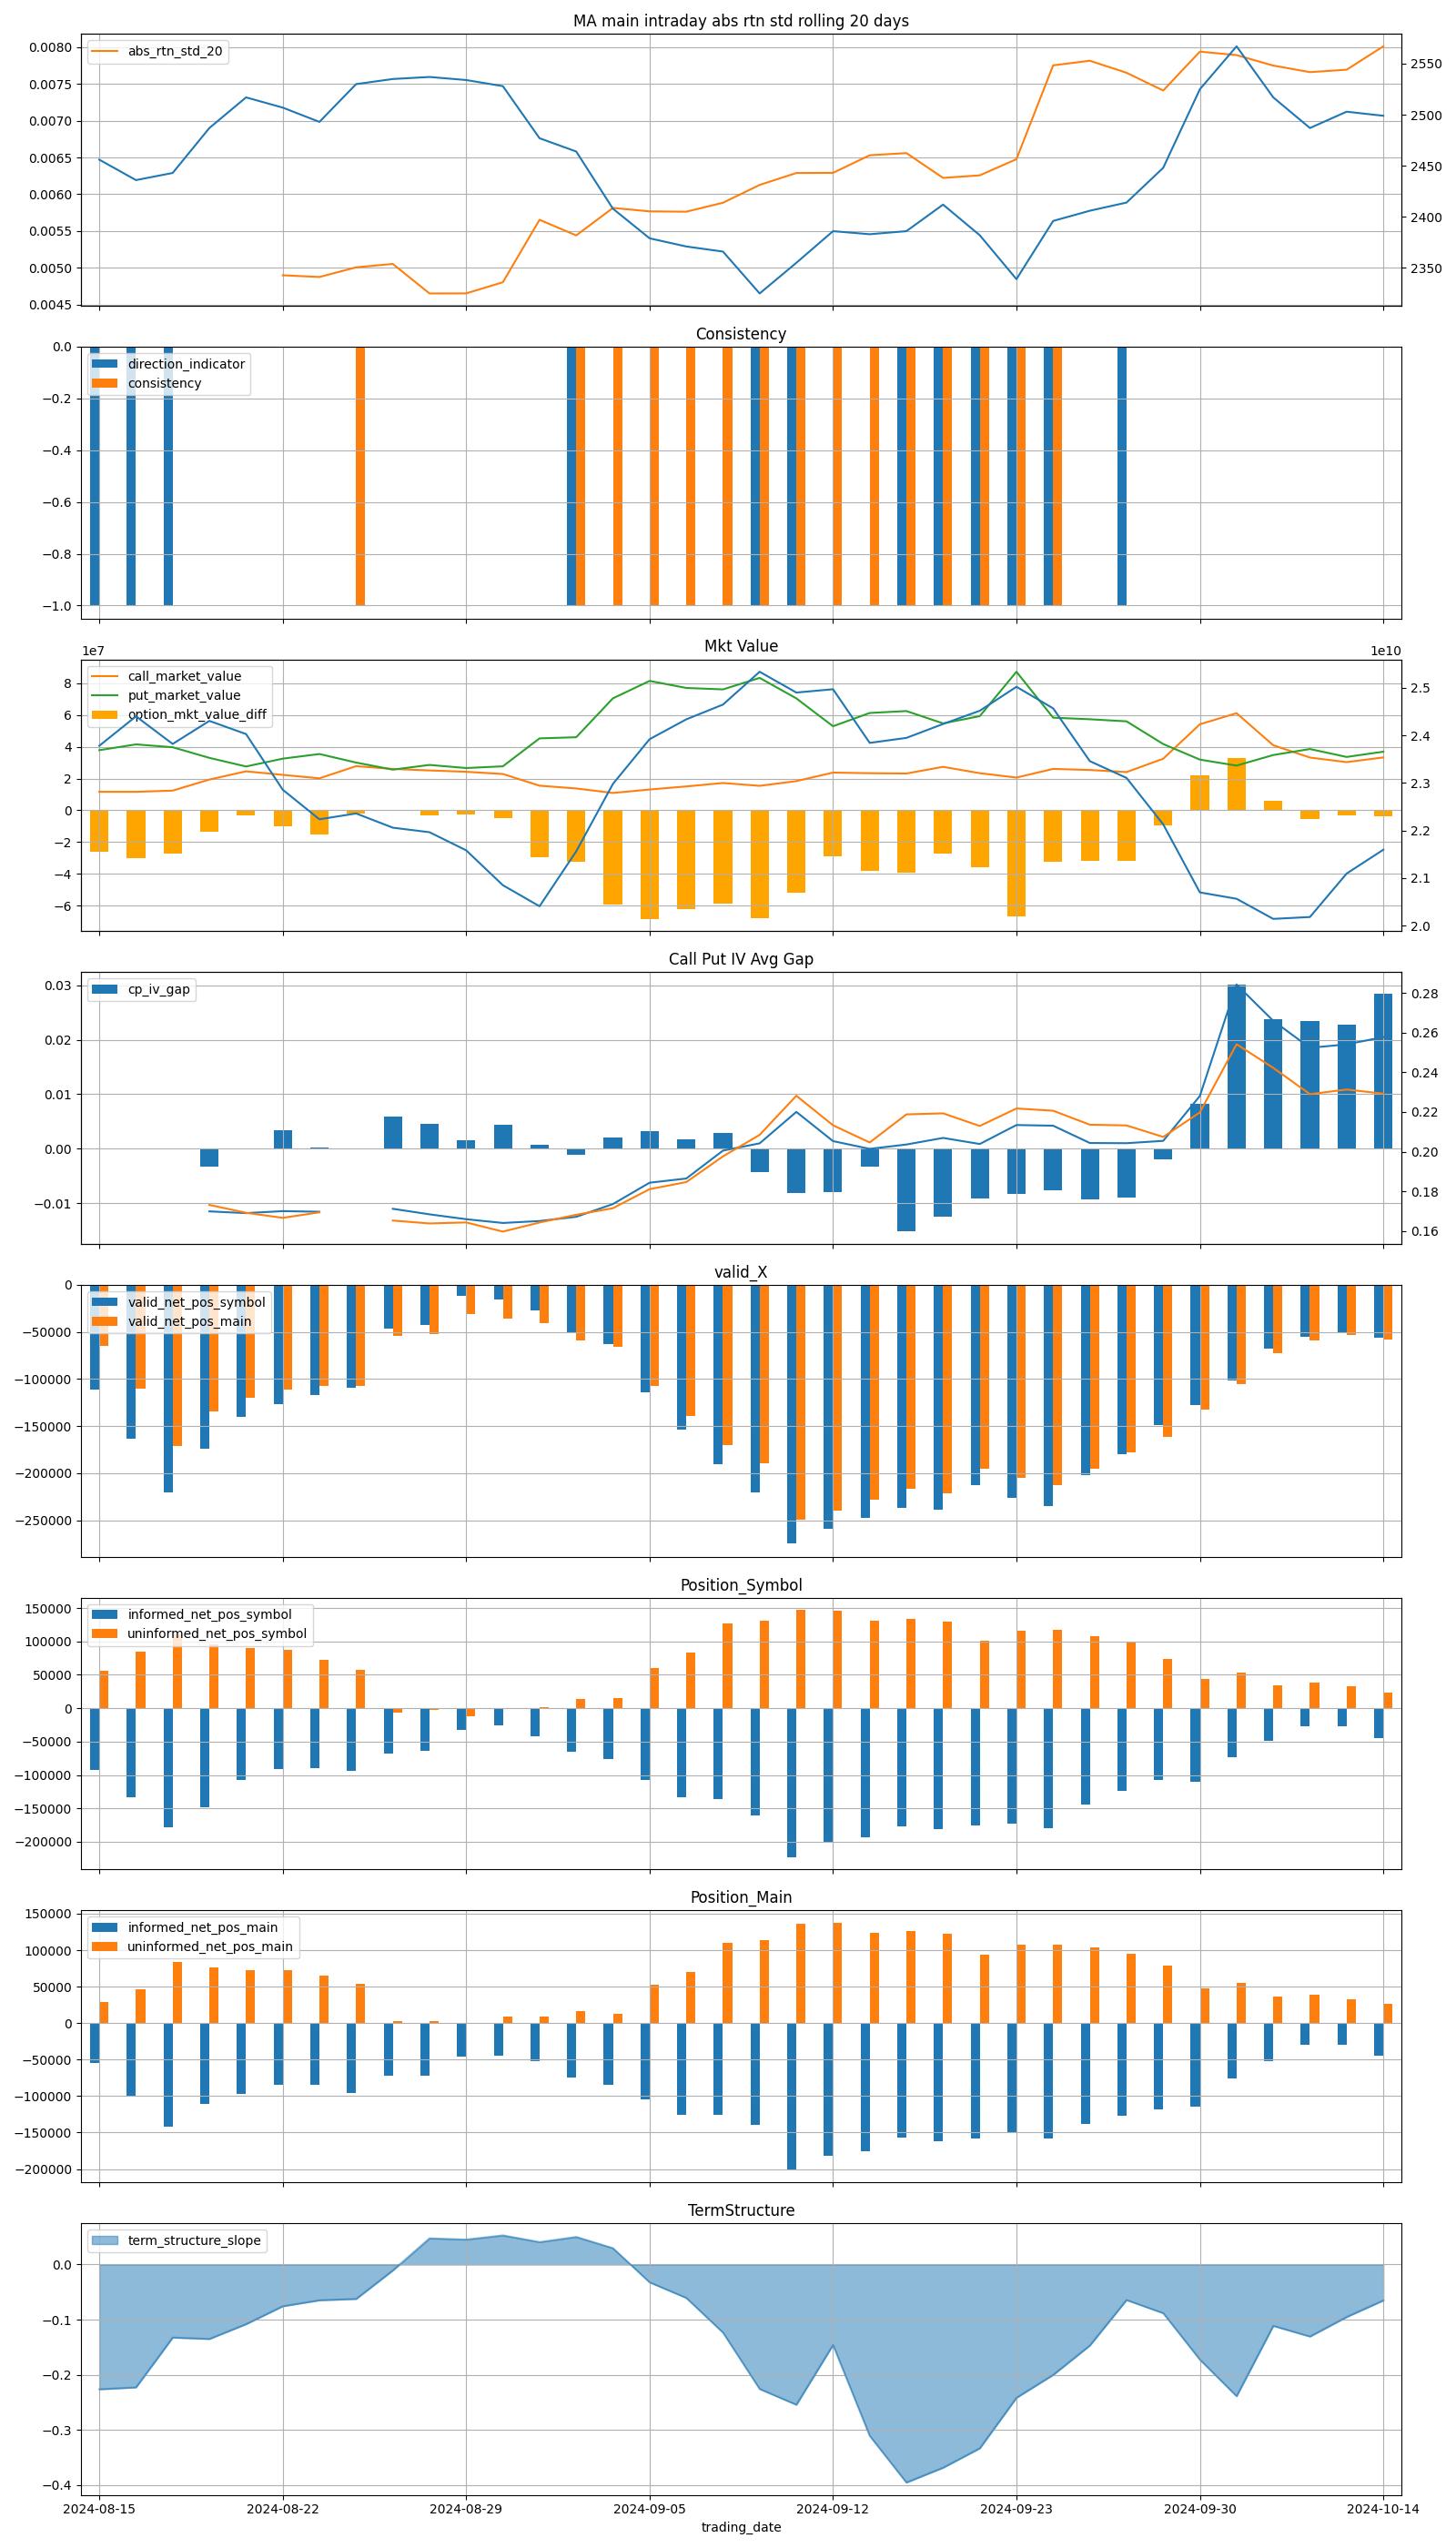 MA main intraday abs rtn std rolling 20 days
abs_rtn_std_20
0.0080
0.0075
0.0070
0.0065
0.0060
0.0055
0.0050
0.0045
2550
2500
2450
2400
2350
Consistency
direction_indicator
consistency
0.0
−0.2
−0.4
−0.6
−0.8
−1.0
Mkt Value
1e7
1e10
call_market_value
put_market_value
option_mkt_value_diff
8
6
4
2
0
−2
−4
−6
2.5
2.4
2.3
2.2
2.1
2.0
Call Put IV Avg Gap
cp_iv_gap
0.03
0.02
0.01
0.00
−0.01
0.28
0.26
0.24
0.22
0.20
0.18
0.16
valid_X
valid_net_pos_symbol
valid_net_pos_main
0
−50000
−100000
−150000
−200000
−250000
Position_Symbol
informed_net_pos_symbol
uninformed_net_pos_symbol
150000
100000
50000
0
−50000
−100000
−150000
−200000
Position_Main
informed_net_pos_main
uninformed_net_pos_main
150000
100000
50000
0
−50000
−100000
−150000
−200000
TermStructure
term_structure_slope
0.0
−0.1
−0.2
−0.3
−0.4
2024-08-15 2024-08-22 2024-08-29 2024-09-05 2024-09-12 2024-09-23 2024-09-30 2024-10-14
trading_date